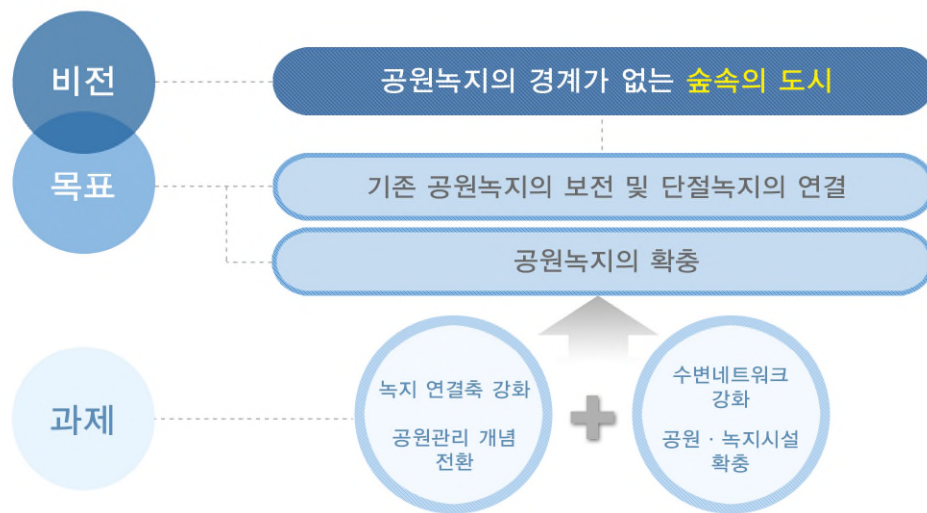 비전
공원녹지의 경계가 없는 숲속의 도시
목표
기존 공원녹지의 보전 및 단절녹지의 연결
공원녹지의 확충
과제
녹지 연결축 강화
공원관리 개념
전환
수변네트워크
강화
공원 · 녹지시설
확충